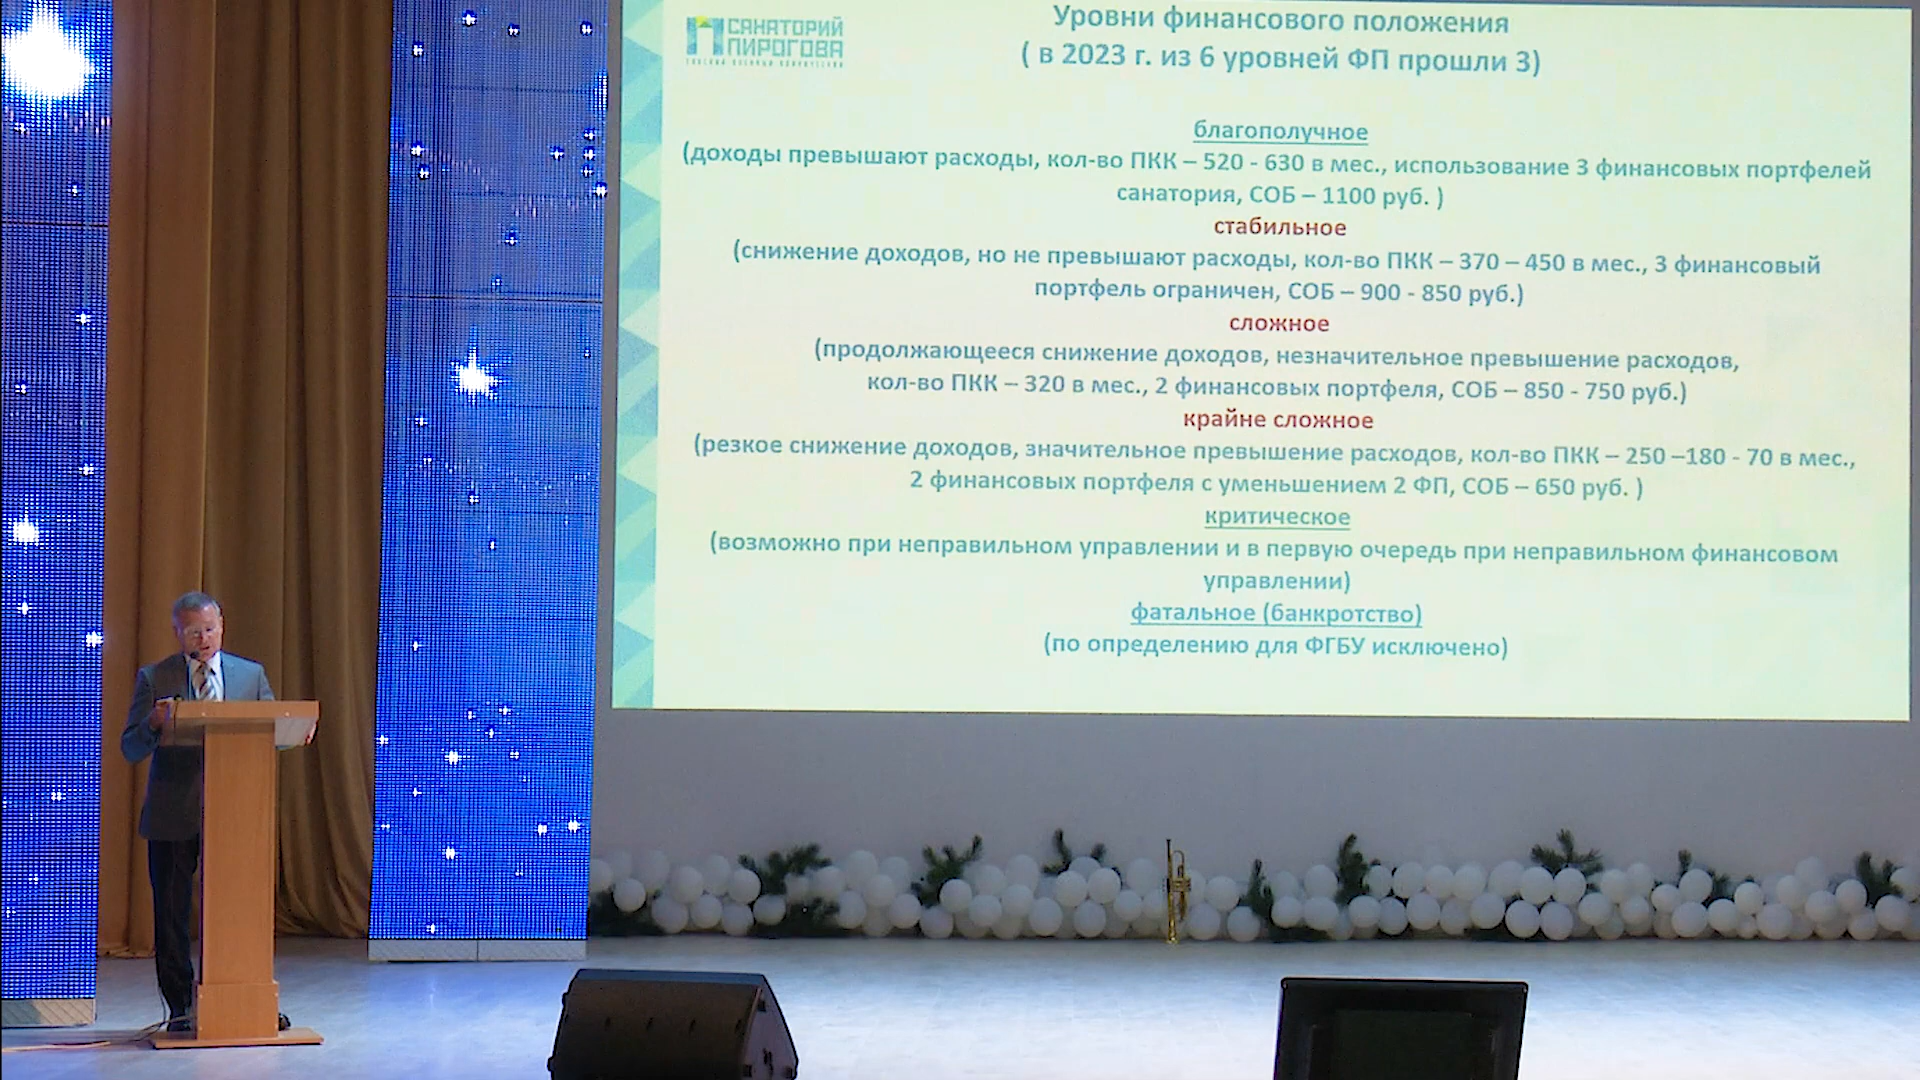 САНАТОРИЙ
ПИРОГОВА
Уровни финансового положения
( в 2023 г. из 6 уровней ФП прошли 3)
благополучное
(доходы превышают расходы, кол-во ПКК – 520 - 630 в мес., использование 3 финансовых портфелей
санатория, СОБ – 1100 руб. )
стабильное
(снижение доходов, но не превышают расходы, кол-во ПКК – 370 – 450 в мес., 3 финансовый
портфель ограничен, СОБ – 900 - 850 руб.)
сложное
(продолжающееся снижение доходов, незначительное превышение расходов,
кол-во ПКК – 320 в мес., 2 финансовых портфеля, СОБ – 850 - 750 руб.)
крайне сложное
(резкое снижение доходов, значительное превышение расходов, кол-во ПКК – 250 –180 - 70 в мес.,
2 финансовых портфеля с уменьшением 2 ФП, СОБ – 650 руб. )
критическое
(возможно при неправильном управлении и в первую очередь при неправильном финансовом
управлении)
фатальное (банкротство)
(по определению для ФГБУ исключено)